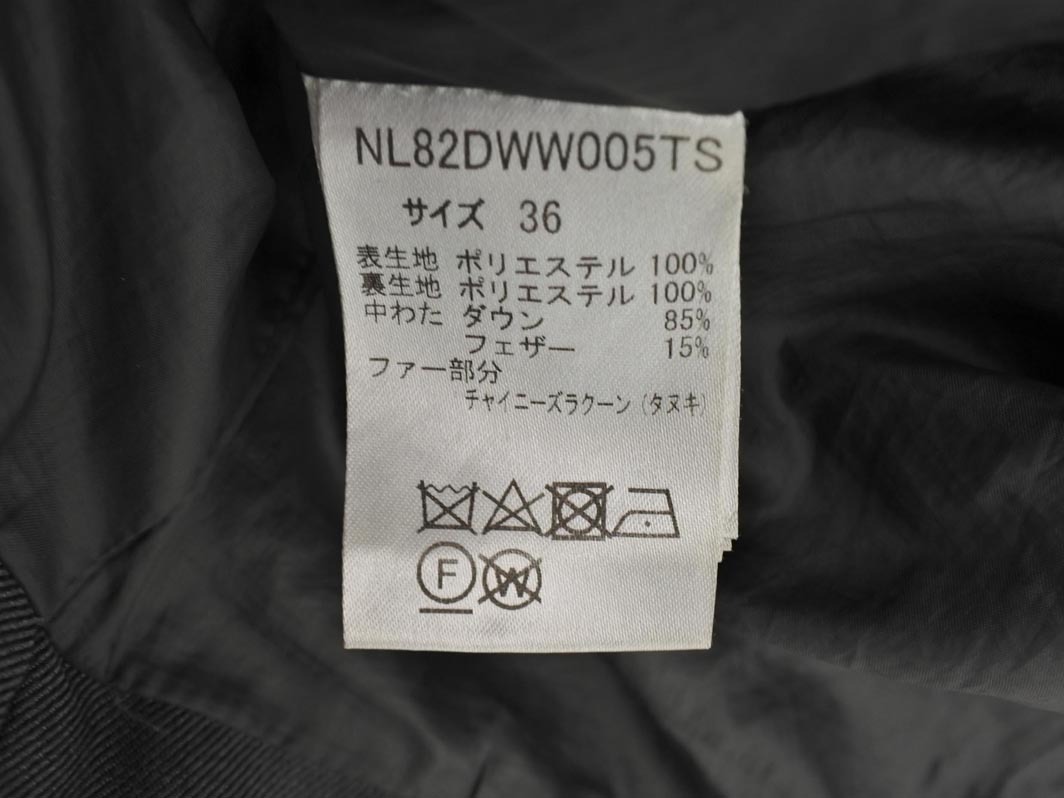 NL82DWW005TS
サイズ 36
表生地 ポリエステル 100%
裏生地 ポリエステル 100%
中わた ダウン 85%
フェザー 15%
ファー部分
チャイニーズラクーン(タヌキ)
F W